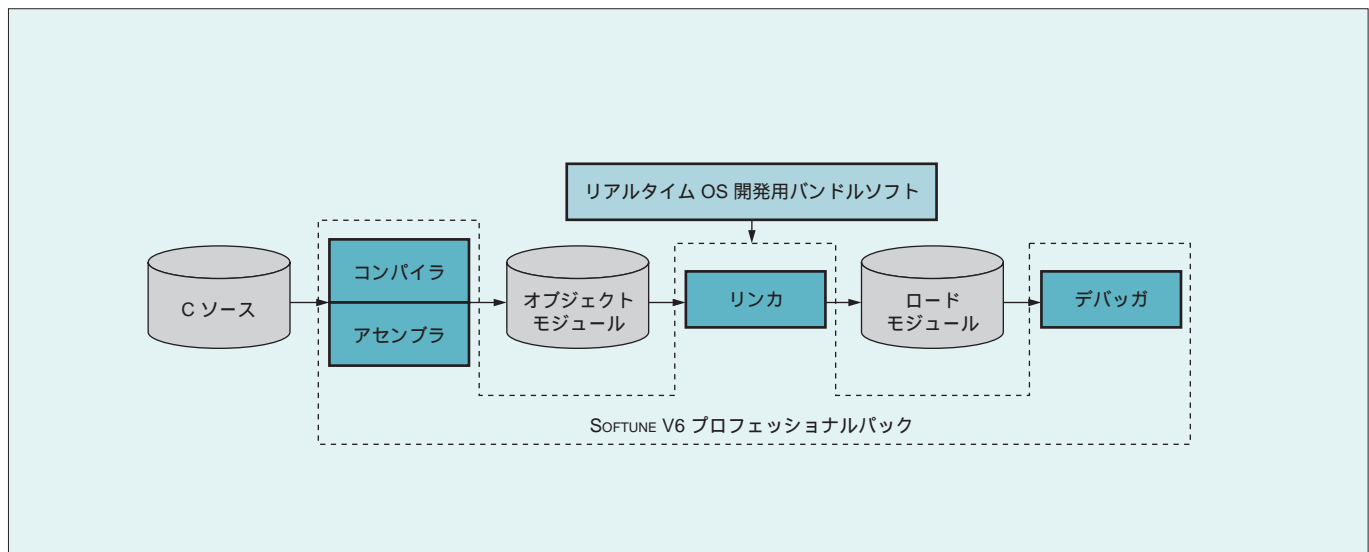 リアルタイム OS 開発用バンドルソフト
C ソース
コンパイラ
アセンブラ
オブジェクト
モジュール
リンカ
ロード
モジュール
デバッガ
SOFTUNE V6 プロフェッショナルパック